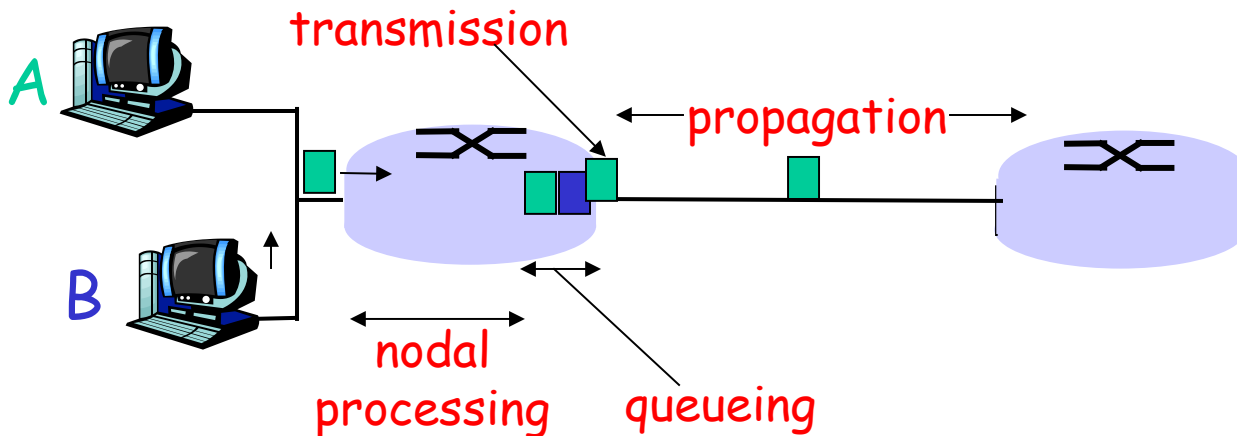 transmission
A
propagation
B
nodal
processing
queueing